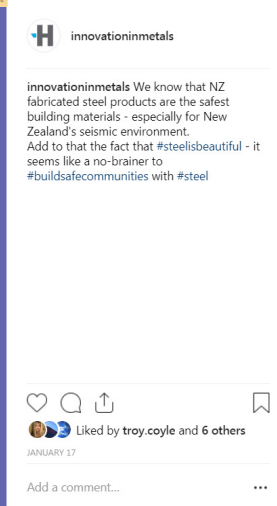 H
innovationinmetals
innovationinmetals We know that NZ
fabricated steel products are the safest
building materials - especially for New
Zealand's seismic environment.
Add to that the fact that #steelisbeautiful - it
seems like a no-brainer to
#buildsafecommunities with #steel
Liked by troy.coyle and 6 others
JANUARY 17
Add a comment...